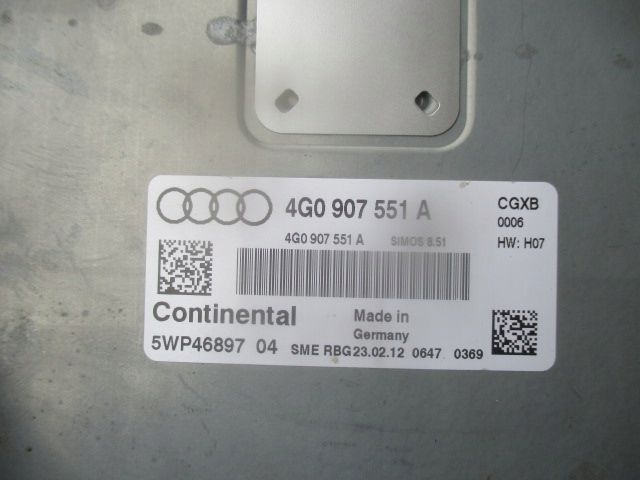 4G0 907 551 A
CGXB
0006
4G0 907 551 A SIMOS 8.51
HW: H07
Continental
Made in
Germany
5WP46897 04 SME RBG23.02.12 0647 0369